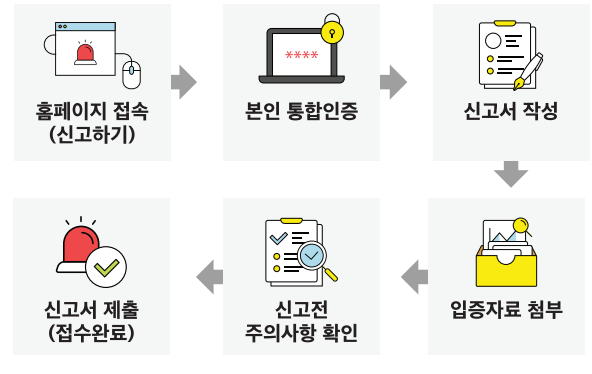 홈페이지 접속
(신고하기)
****
본인 통합인증
신고서 작성
입증자료 첨부
신고전
주의사항 확인
신고서 제출
(접수완료)